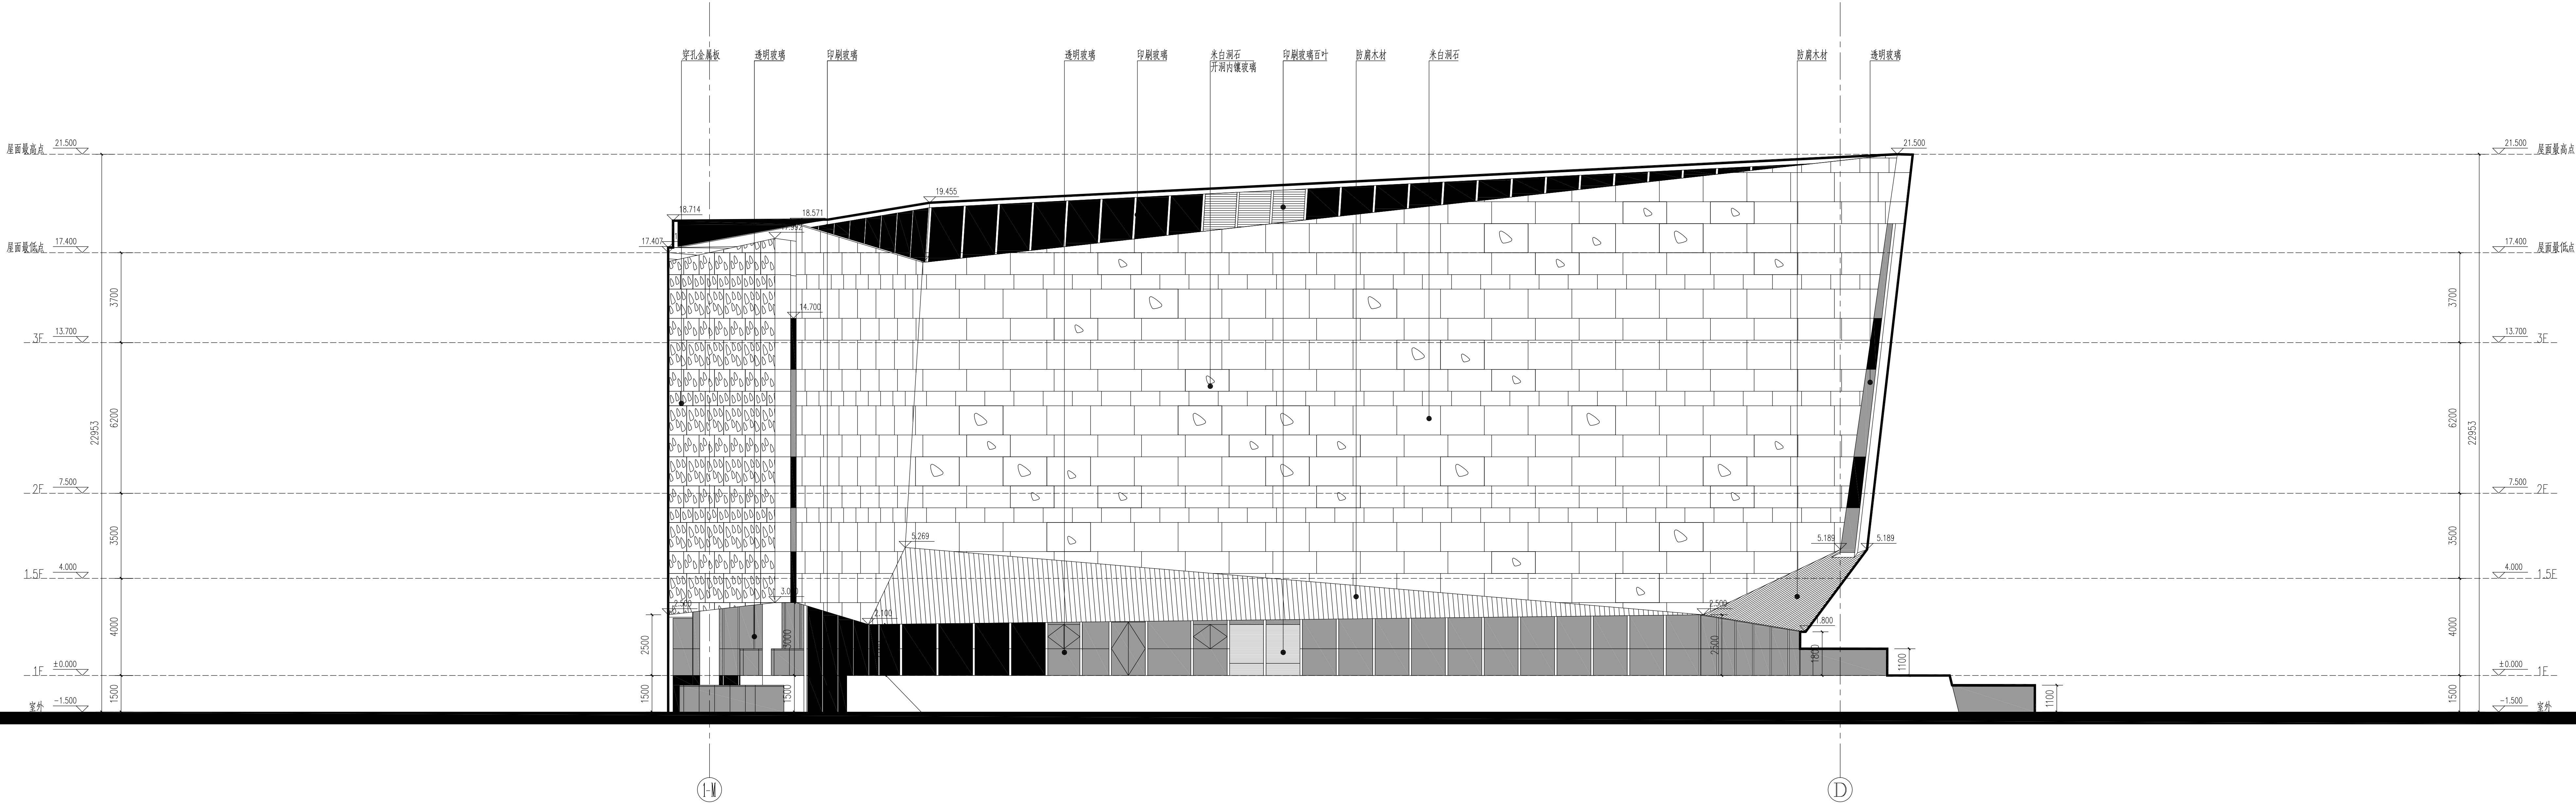 穿孔金属板
透明玻璃
印刷玻璃
透明玻璃
印刷玻璃
米白洞石
开洞内镶玻璃
印刷玻璃百叶
防腐木材
米白洞石
防腐木材
透明玻璃
屋面最高点 21.500
21.500
21.500 屋面最高点
19.455
18.714
18.571
17.407
屋面最低点 17.400
17.400 屋面最低点
14.700
3F 13.700
13.700 3F
2F 7.500
7.500 2F
5.269
5.189
5.189
1.5F 4.000
4.000 1.5F
2.100
2.500
1.800
1F ±0.000
±0.000 1F
室外 -1.500
-1.500 室外
22953
3700
6200
3500
4000
1500
2500
1500
1500
2500
1800
1100
1100
3700
6200
3500
4000
1500
22953
1-M
D